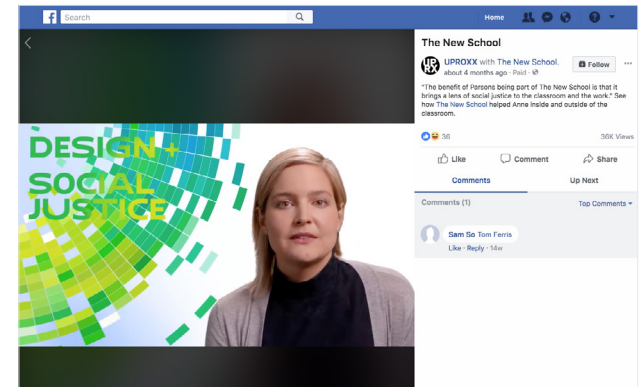 f
Search
Home
The New School
UPROXX with The New School.
about 4 months ago · Paid ·
Follow
"The benefit of Parsons being part of The New School is that it
brings a lens of social justice to the classroom and the work." See
how The New School helped Anne inside and outside of the
classroom.
36
36K Views
Like
Comment
Share
Comments
Up Next
Comments (1)
Top Comments
Sam So Tom Ferris
Like · Reply · 14w
DESIGN +
SOCIAL
JUSTICE
UP
RO
XX